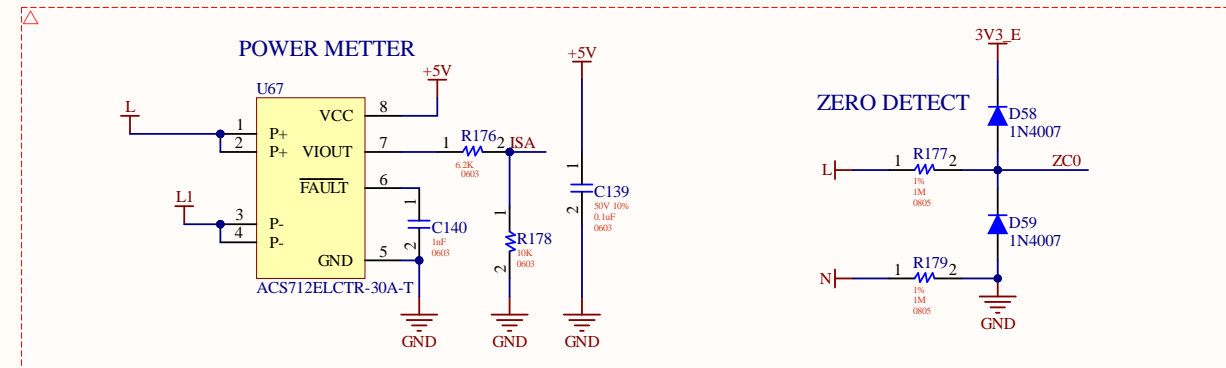 POWER METTER
U67
L
L1
1
2
3
4
P+
P+
P-
P-
VCC
VIOUT
FAULT
GND
8
7
6
5
ACS712ELCTR-30A-T
+5V
1
R176
2
ISA
6.2K
0603
1
C140
1nF
0603
2
GND
1
R178
10K
0603
2
GND
+5V
1
C139
50V 10%
0.1uF
0603
2
GND
ZERO DETECT
3V3_E
D58
1N4007
L
1
R177
2
1%
1M
0805
ZC0
D59
1N4007
N
1
R179
2
1%
1M
0805
GND